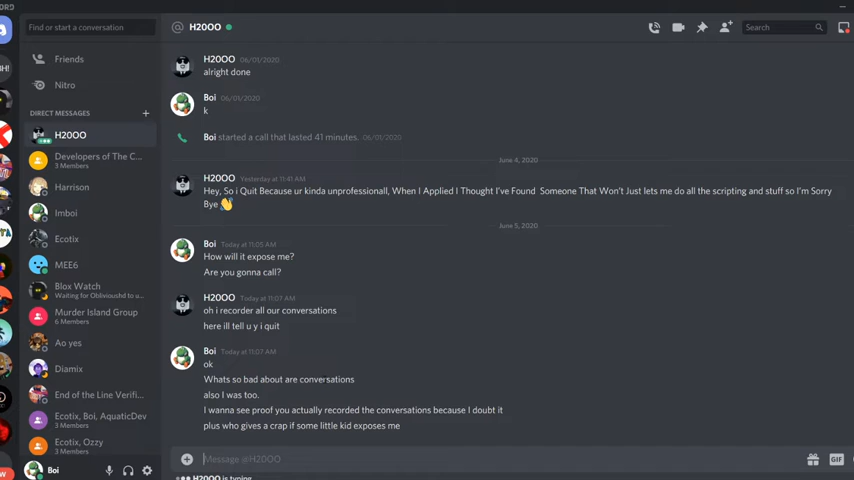 Find or start a conversation
@ H2OOO
Search
Friends
Nitro
DIRECT MESSAGES
H2OOO
Developers of The C...
3 Members
Harrison
Imboi
Ecotix
MEE6
Blox Watch
Waiting for Oblivioushd to u...
Murder Island Group
6 Members
Ao yes
Diamix
End of the Line Verifi...
Ecotix, Boi, AquaticDev
3 Members
Ecotix, Ozzy
Boi
H2OOO 06/01/2020
alright done
Boi 06/01/2020
k
Boi started a call that lasted 41 minutes. 06/01/2020
June 4, 2020
H2OOO Yesterday at 11:41 AM
Hey, So i Quit Because ur kinda unprofessionall, When I Applied I Thought I've Found Someone That Won't Just lets me do all the scripting and stuff so I'm Sorry
Bye 👋
June 5, 2020
Boi Today at 11:05 AM
How will it expose me?
Are you gonna call?
H2OOO Today at 11:07 AM
oh i recorder all our conversations
here ill tell u y i quit
Boi Today at 11:07 AM
ok
Whats so bad about are conversations
also I was too.
I wanna see proof you actually recorded the conversations because I doubt it
plus who gives a crap if some little kid exposes me
Message @H2OOO
GIF
H2OOO is typing